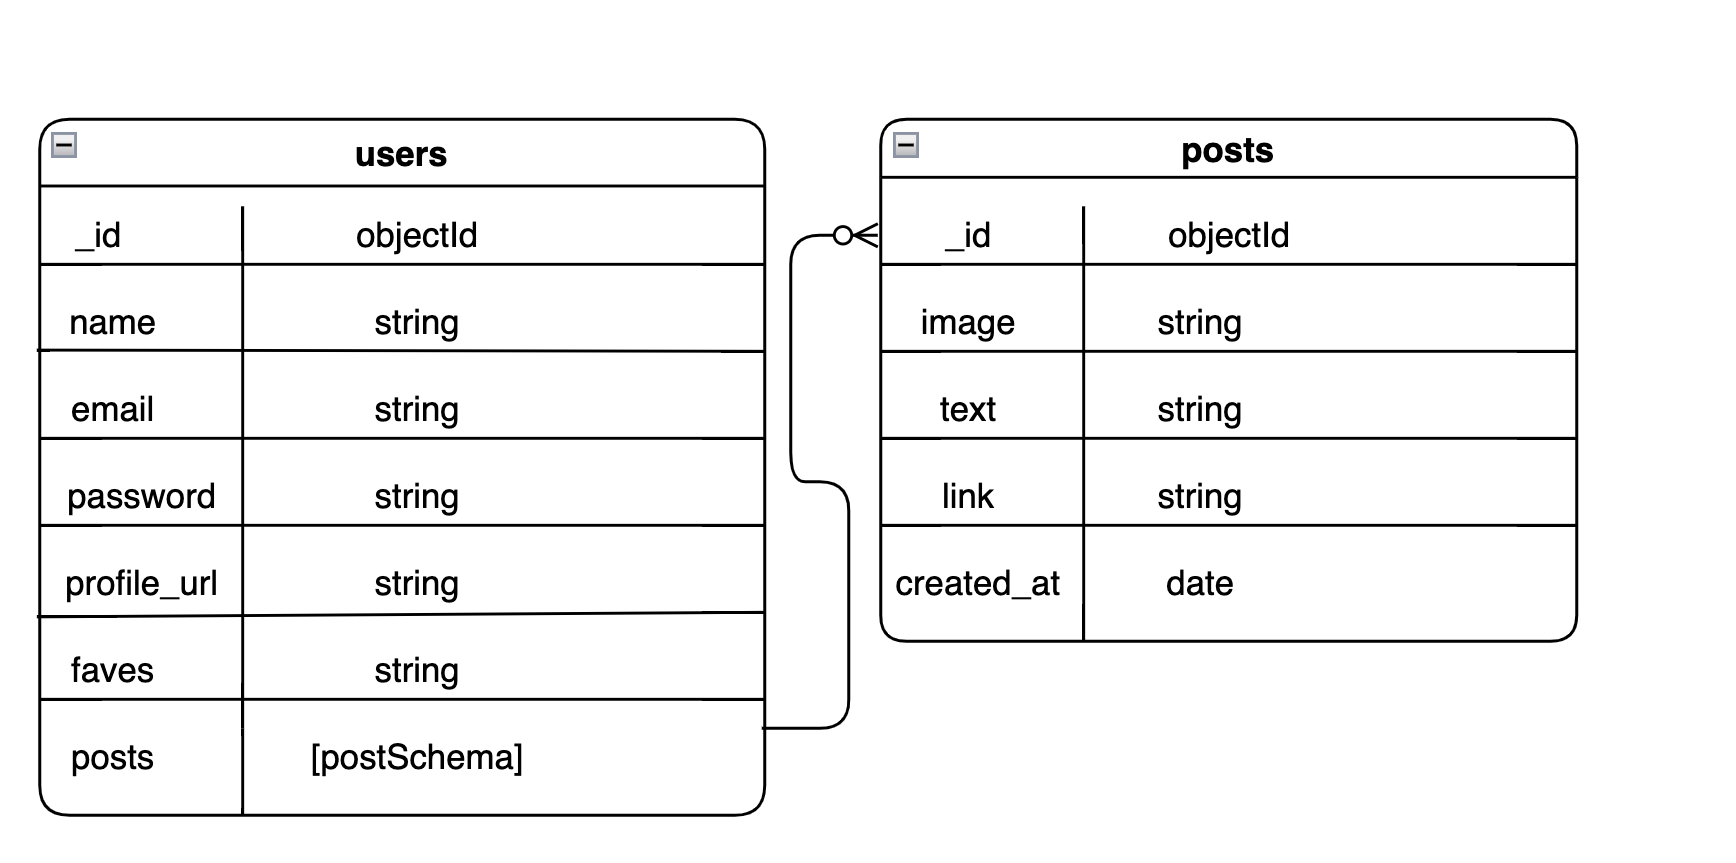 users
_id objectId
name string
email string
password string
profile_url string
faves string
posts [postSchema]
posts
_id objectId
image string
text string
link string
created_at date